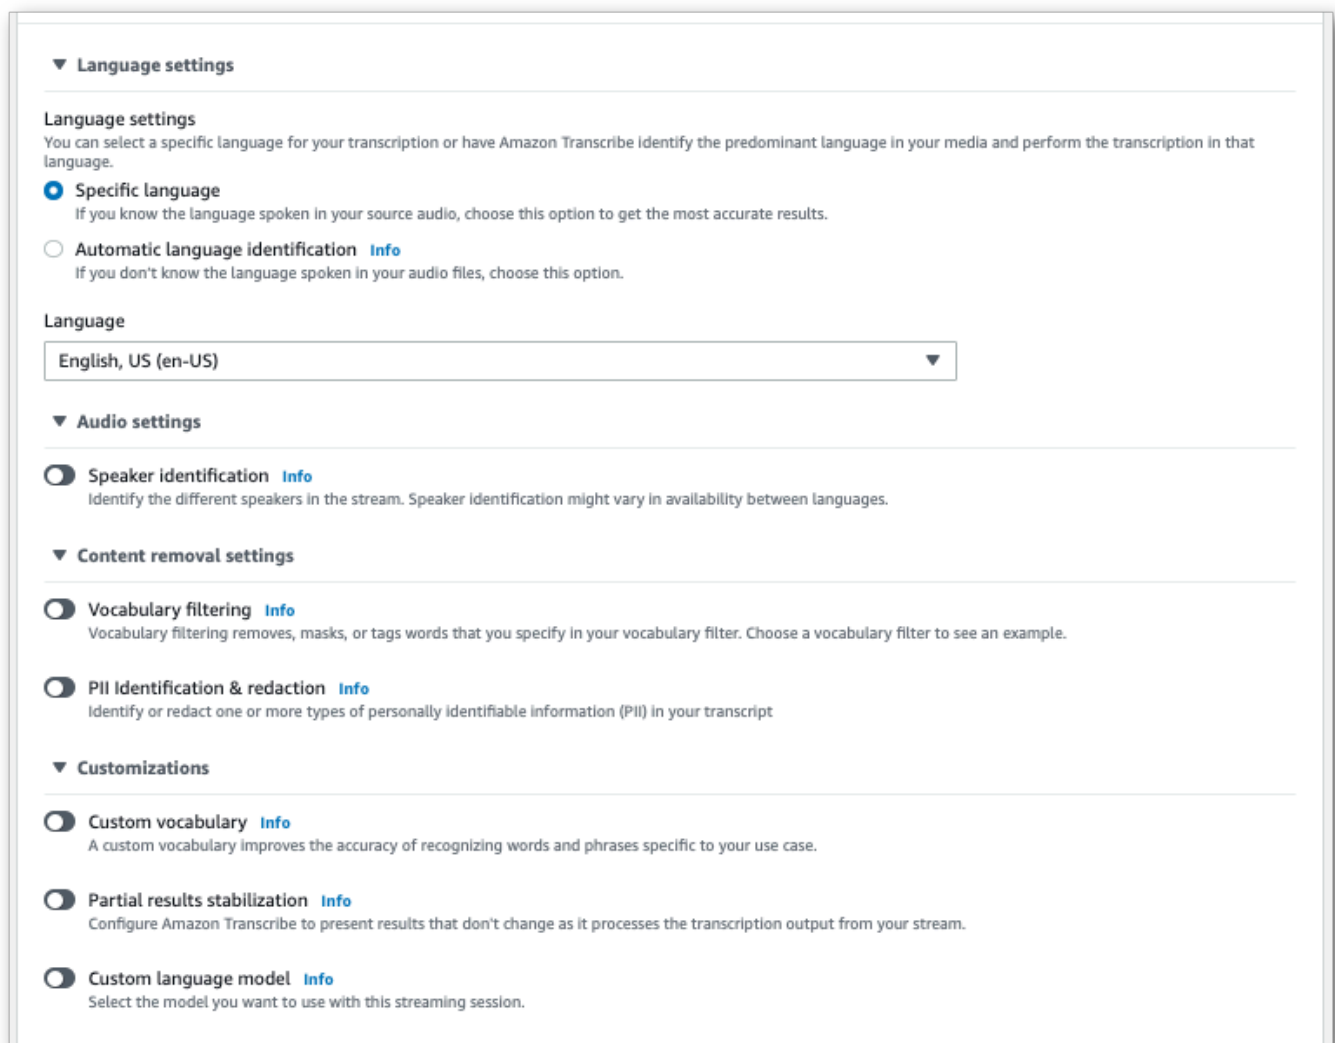 Language settings
Language settings
You can select a specific language for your transcription or have Amazon Transcribe identify the predominant language in your media and perform the transcription in that
language.
Specific language
If you know the language spoken in your source audio, choose this option to get the most accurate results.
Automatic language identification Info
If you don't know the language spoken in your audio files, choose this option.
Language
English, US (en-US)
Audio settings
Speaker identification Info
Identify the different speakers in the stream. Speaker identification might vary in availability between languages.
Content removal settings
Vocabulary filtering Info
Vocabulary filtering removes, masks, or tags words that you specify in your vocabulary filter. Choose a vocabulary filter to see an example.
PII Identification & redaction Info
Identify or redact one or more types of personally identifiable information (PII) in your transcript
Customizations
Custom vocabulary Info
A custom vocabulary improves the accuracy of recognizing words and phrases specific to your use case.
Partial results stabilization Info
Configure Amazon Transcribe to present results that don't change as it processes the transcription output from your stream.
Custom language model Info
Select the model you want to use with this streaming session.